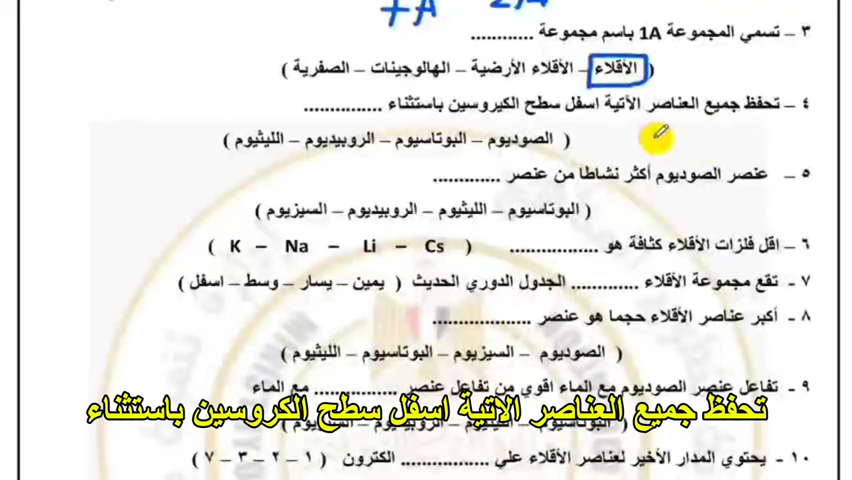 7A
٣ – تسمي المجموعة 1A باسم مجموعة ............
( الأقلاء – الأقلاء الأرضية – الهالوجينات – الصفرية )
٤ – تحفظ جميع العناصر الآتية اسفل سطح الكيروسين باستثناء ...............
( الصوديوم – البوتاسيوم – الروبيديوم – الليثيوم )
٥ – عنصر الصوديوم أكثر نشاطا من عنصر .............
( البوتاسيوم – الليثيوم – الروبيديوم – السيزيوم )
٦ – اقل فلزات الأقلاء كثافة هو ................. ( K – Na – Li – Cs )
٧ - تقع مجموعة الأقلاء ............. الجدول الدوري الحديث ( يمين – يسار – وسط – اسفل )
٨ - أكبر عناصر الأقلاء حجما هو عنصر ...................
( الصوديوم – السيزيوم – البوتاسيوم – الليثيوم )
٩ - تفاعل عنصر الصوديوم مع الماء اقوي من تفاعل عنصر ................ مع الماء
تحفظ جميع العناصر الاتية اسفل سطح الكروسين باستثناء
١٠ - يحتوي المدار الأخير لعناصر الأقلاء علي ................. الكترون ( ١ – ٢ – ٣ – ٧ )